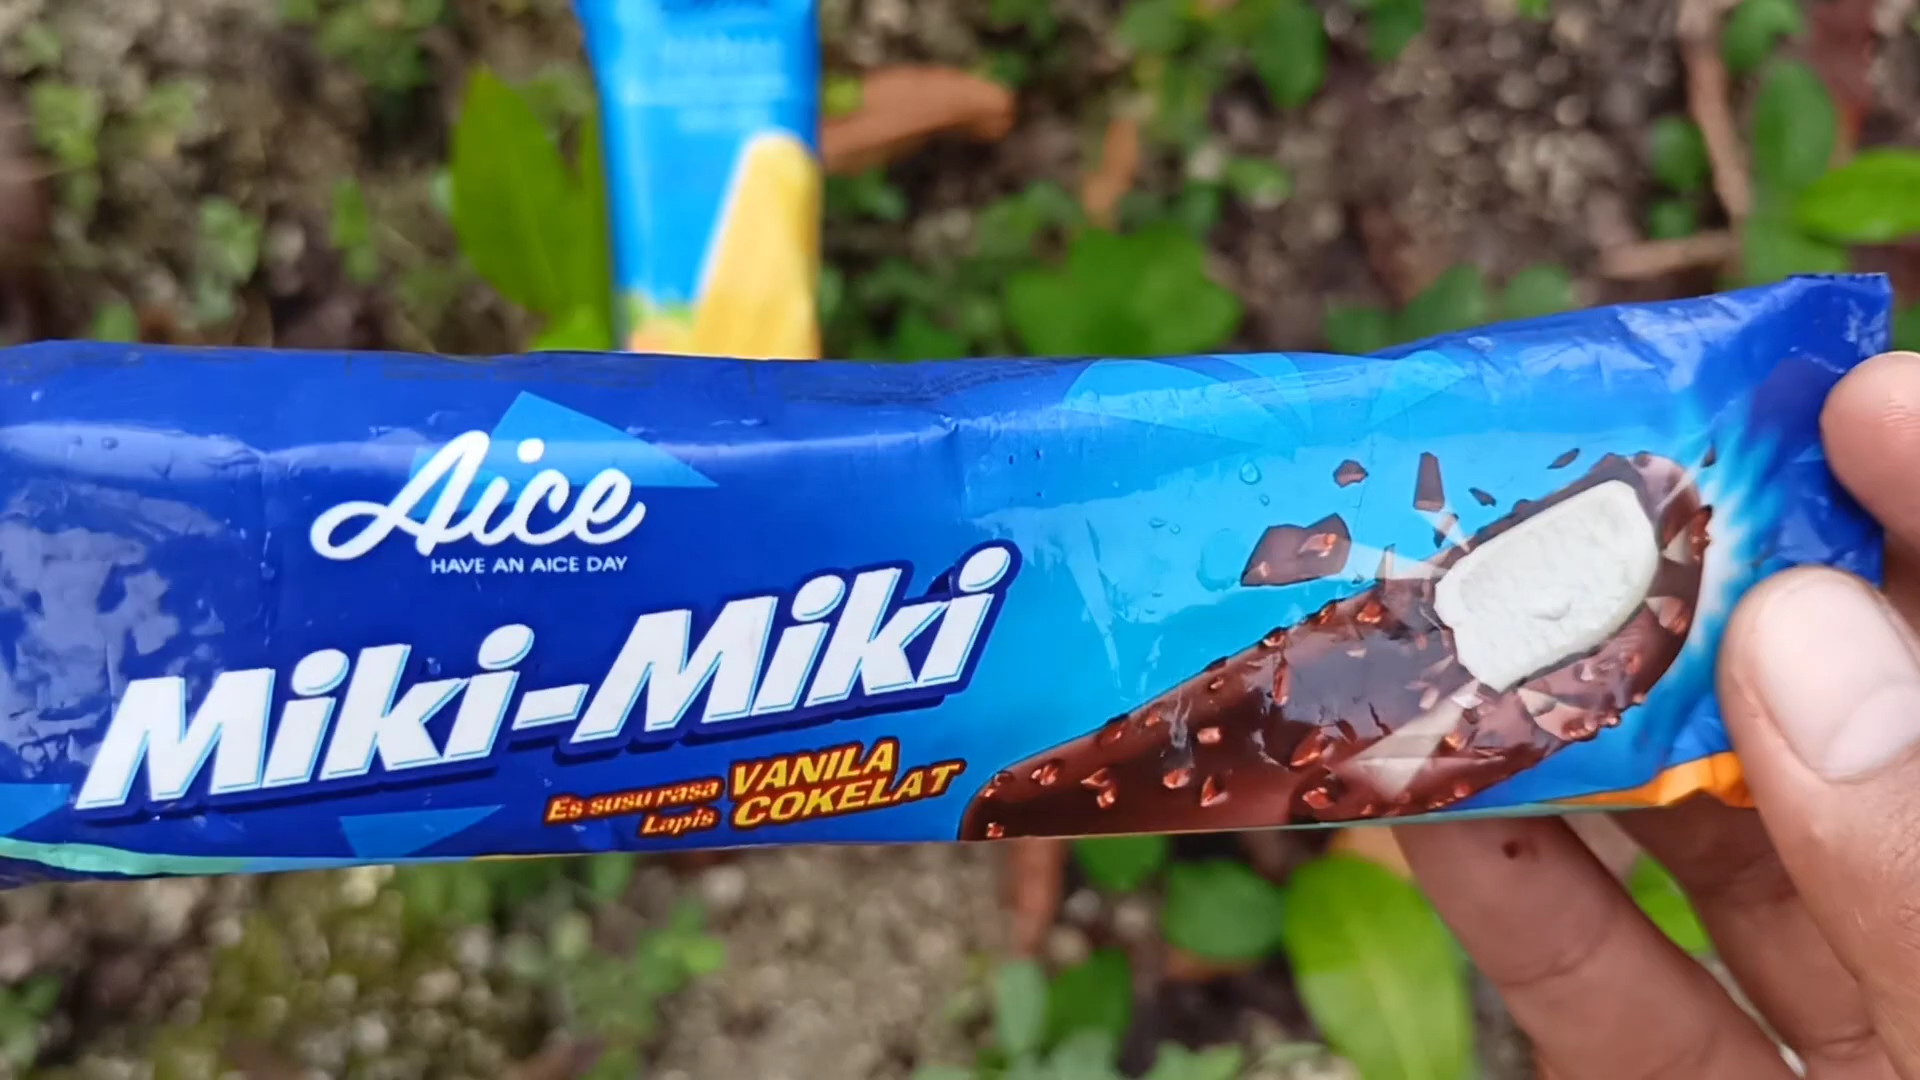 Aice
HAVE AN AICE DAY
Miki-Miki
Es susu rasa VANILA
Lapis COKELAT